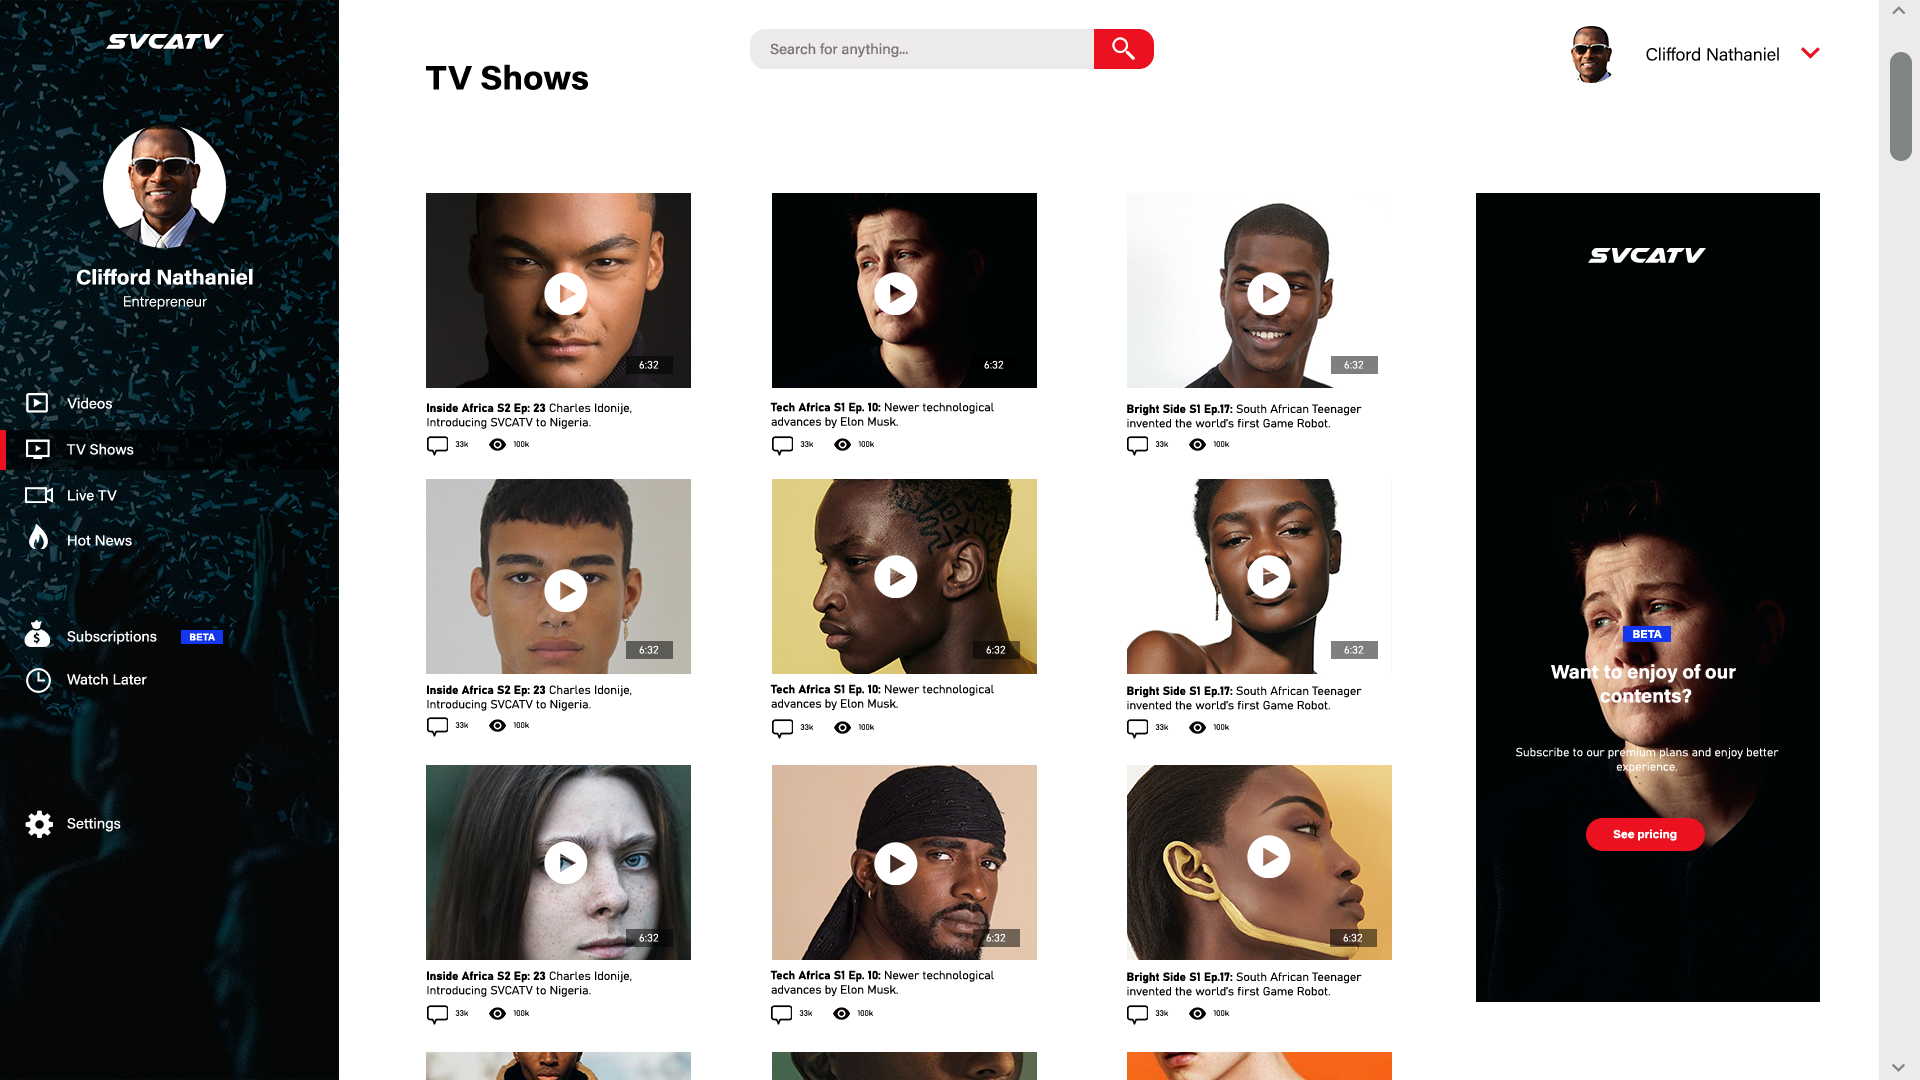 SVCATV
Clifford Nathaniel
Entrepreneur
Videos
TV Shows
Live TV
Hot News
Subscriptions BETA
Watch Later
Settings
TV Shows
Search for anything...
Clifford Nathaniel
6:32
6:32
6:32
Inside Africa S2 Ep: 23 Charles Idonije,
Introducing SVCATV to Nigeria.
33k 100k
Tech Africa S1 Ep. 10: Newer technological
advances by Elon Musk.
33k 100k
Bright Side S1 Ep.17: South African Teenager
invented the world's first Game Robot.
33k 100k
6:32
6:32
6:32
Inside Africa S2 Ep: 23 Charles Idonije,
Introducing SVCATV to Nigeria.
33k 100k
Tech Africa S1 Ep. 10: Newer technological
advances by Elon Musk.
33k 100k
Bright Side S1 Ep.17: South African Teenager
invented the world's first Game Robot.
33k 100k
6:32
6:32
6:32
Inside Africa S2 Ep: 23 Charles Idonije,
Introducing SVCATV to Nigeria.
33k 100k
Tech Africa S1 Ep. 10: Newer technological
advances by Elon Musk.
33k 100k
Bright Side S1 Ep.17: South African Teenager
invented the world's first Game Robot.
33k 100k
SVCATV
BETA
Want to enjoy of our
contents?
Subscribe to our premium plans and enjoy better
experience.
See pricing